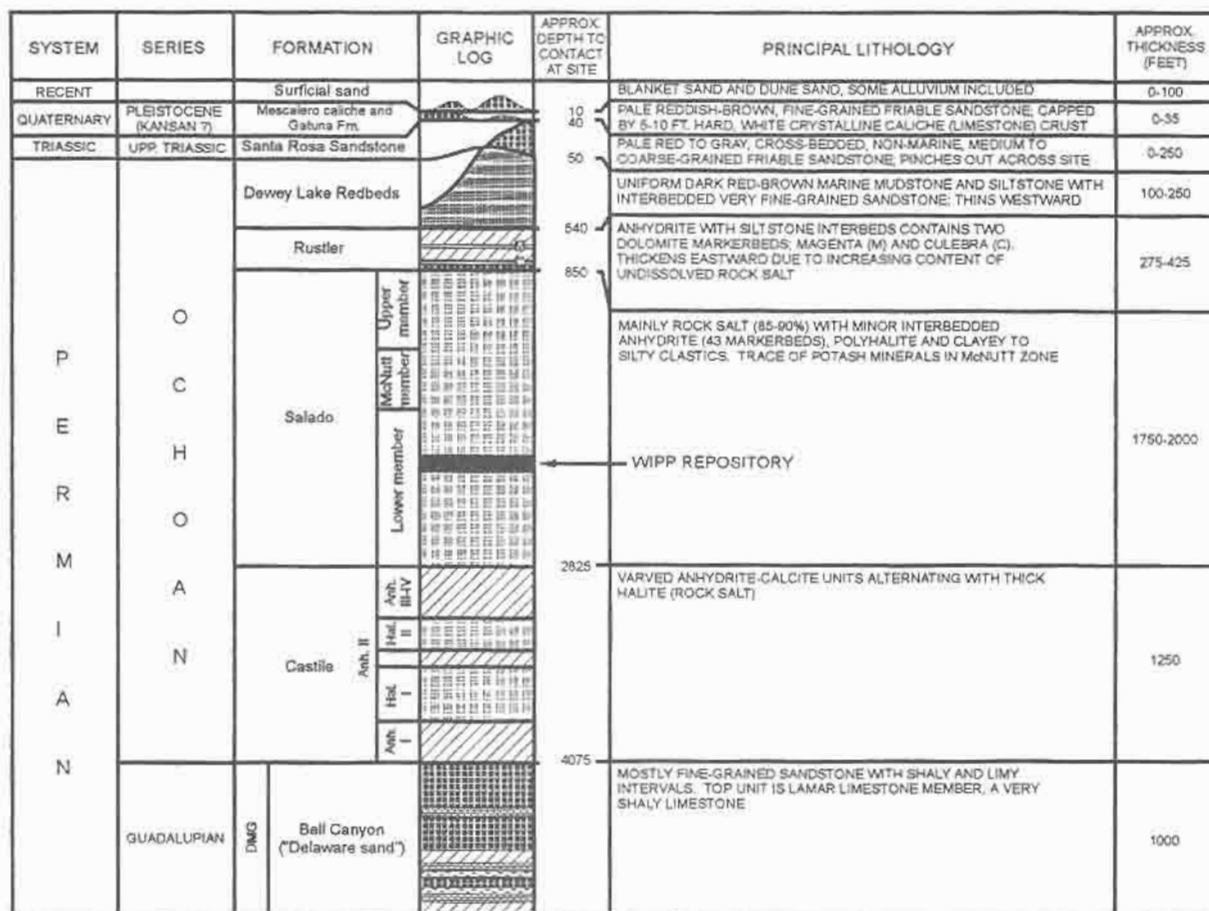 SYSTEM
SERIES
FORMATION
GRAPHIC
LOG
APPROX.
DEPTH TO
CONTACT
AT SITE
PRINCIPAL LITHOLOGY
APPROX.
THICKNESS
(FEET)
RECENT
Surficial sand
BLANKET SAND AND DUNE SAND, SOME ALLUVIUM INCLUDED
0-100
QUATERNARY
PLEISTOCENE
(KANSAN ?)
Mescalero caliche and
Gatuna Fm.
10
40
PALE REDDISH-BROWN, FINE-GRAINED FRIABLE SANDSTONE; CAPPED
BY 5-10 FT. HARD, WHITE CRYSTALLINE CALICHE (LIMESTONE) CRUST
0-35
TRIASSIC
UPP. TRIASSIC
Santa Rosa Sandstone
50
PALE RED TO GRAY, CROSS-BEDDED, NON-MARINE, MEDIUM TO
COARSE-GRAINED FRIABLE SANDSTONE; PINCHES OUT ACROSS SITE
0-250
PERMIAN
OCHOAN
Dewey Lake Redbeds
540
UNIFORM DARK RED-BROWN MARINE MUDSTONE AND SILTSTONE WITH
INTERBEDDED VERY FINE-GRAINED SANDSTONE; THINS WESTWARD
100-250
Rustler
M
C
850
ANHYDRITE WITH SILTSTONE INTERBEDS CONTAINS TWO
DOLOMITE MARKERBEDS; MAGENTA (M) AND CULEBRA (C).
THICKENS EASTWARD DUE TO INCREASING CONTENT OF
UNDISSOLVED ROCK SALT
275-425
Salado
Upper
member
McNutt
member
Lower member
MAINLY ROCK SALT (85-90%) WITH MINOR INTERBEDDED
ANHYDRITE (43 MARKERBEDS), POLYHALITE AND CLAYEY TO
SILTY CLASTICS. TRACE OF POTASH MINERALS IN McNUTT ZONE
WIPP REPOSITORY
1750-2000
2825
Castile
Anh. II
Anh.
III-IV
Hal.
II
Hal.
I
Anh.
I
VARVED ANHYDRITE-CALCITE UNITS ALTERNATING WITH THICK
HALITE (ROCK SALT)
1250
4075
GUADALUPIAN
DMG
Bell Canyon
("Delaware sand")
MOSTLY FINE-GRAINED SANDSTONE WITH SHALY AND LIMY
INTERVALS. TOP UNIT IS LAMAR LIMESTONE MEMBER, A VERY
SHALY LIMESTONE
1000